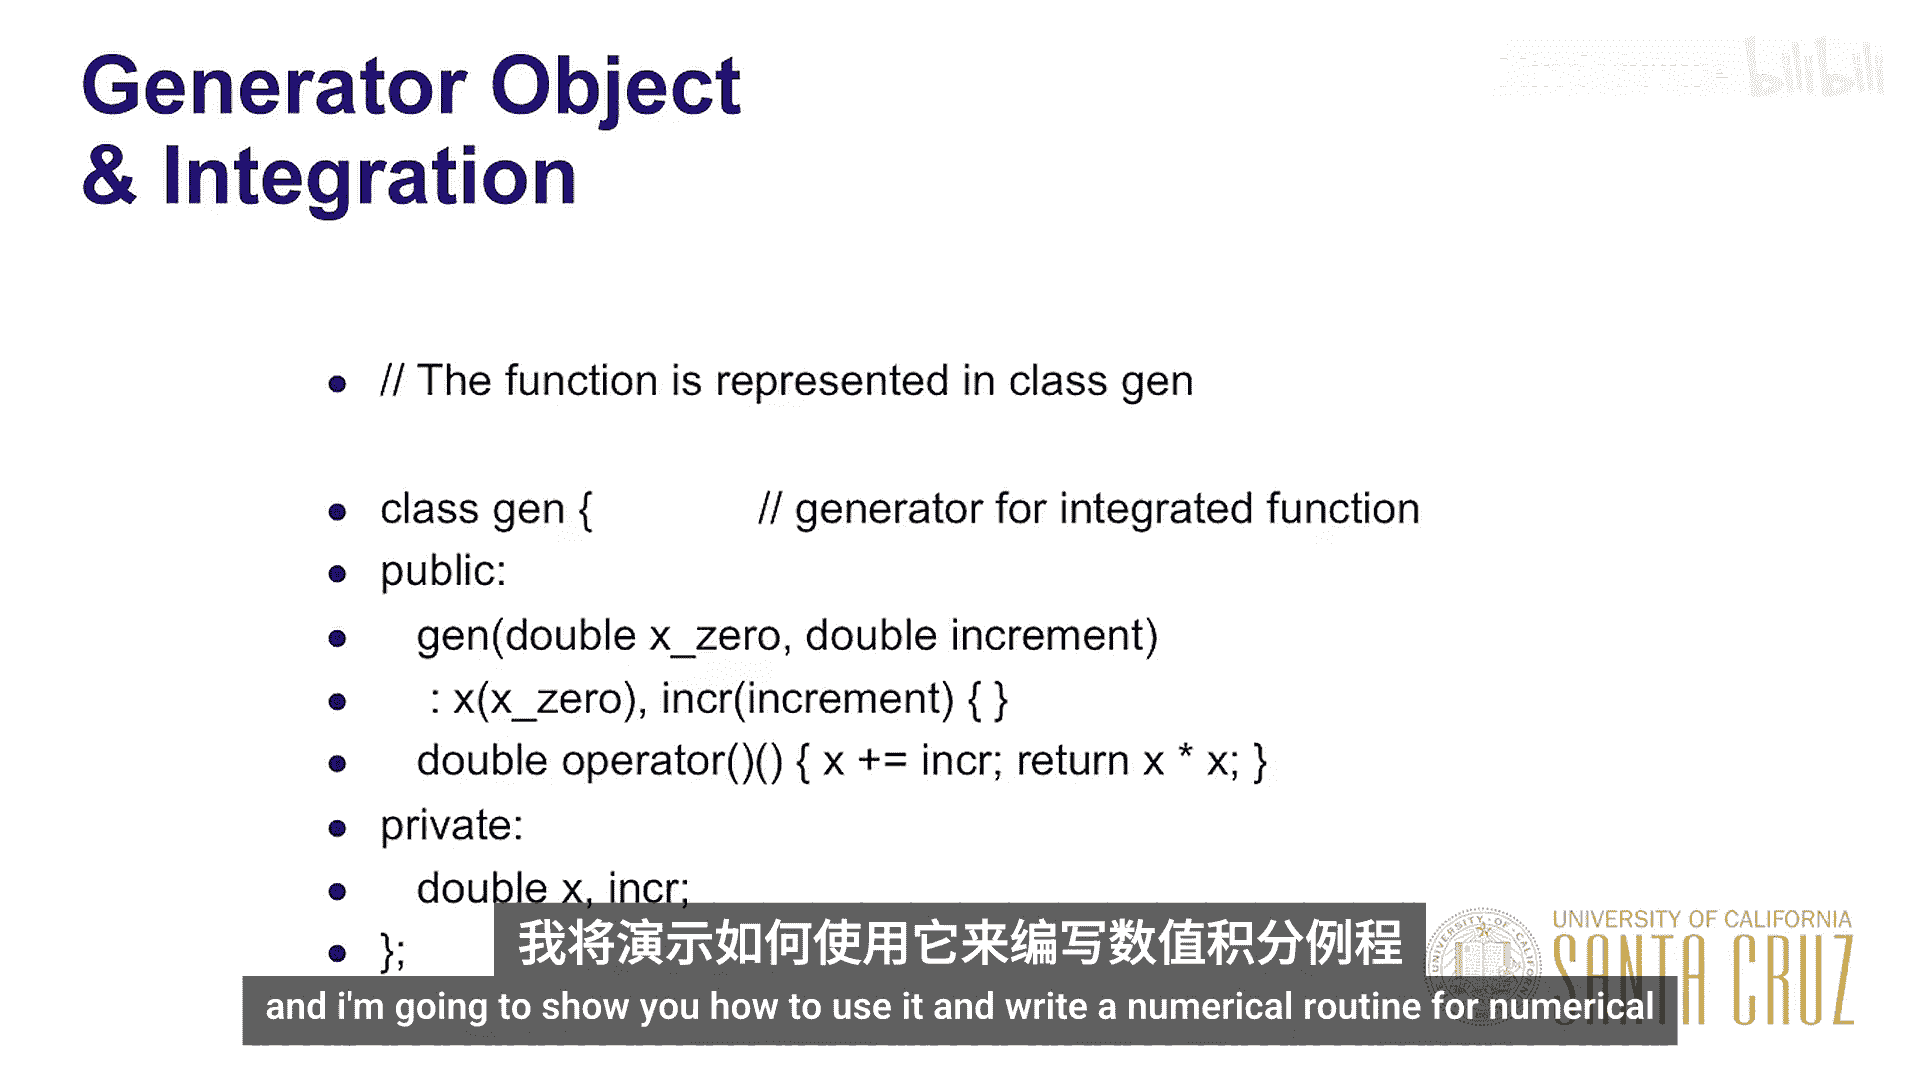 Generator Object
& Integration
bilibili
• // The function is represented in class gen
• class gen { // generator for integrated function
• public:
• gen(double x_zero, double increment)
• : x(x_zero), incr(increment) { }
• double operator()() { x += incr; return x * x; }
• private:
• double x, incr;
• };
我将演示如何使用它来编写数值积分例程
and i'm going to show you how to use it and write a numerical routine for numerical
UNIVERSITY OF CALIFORNIA
SANTA CRUZ